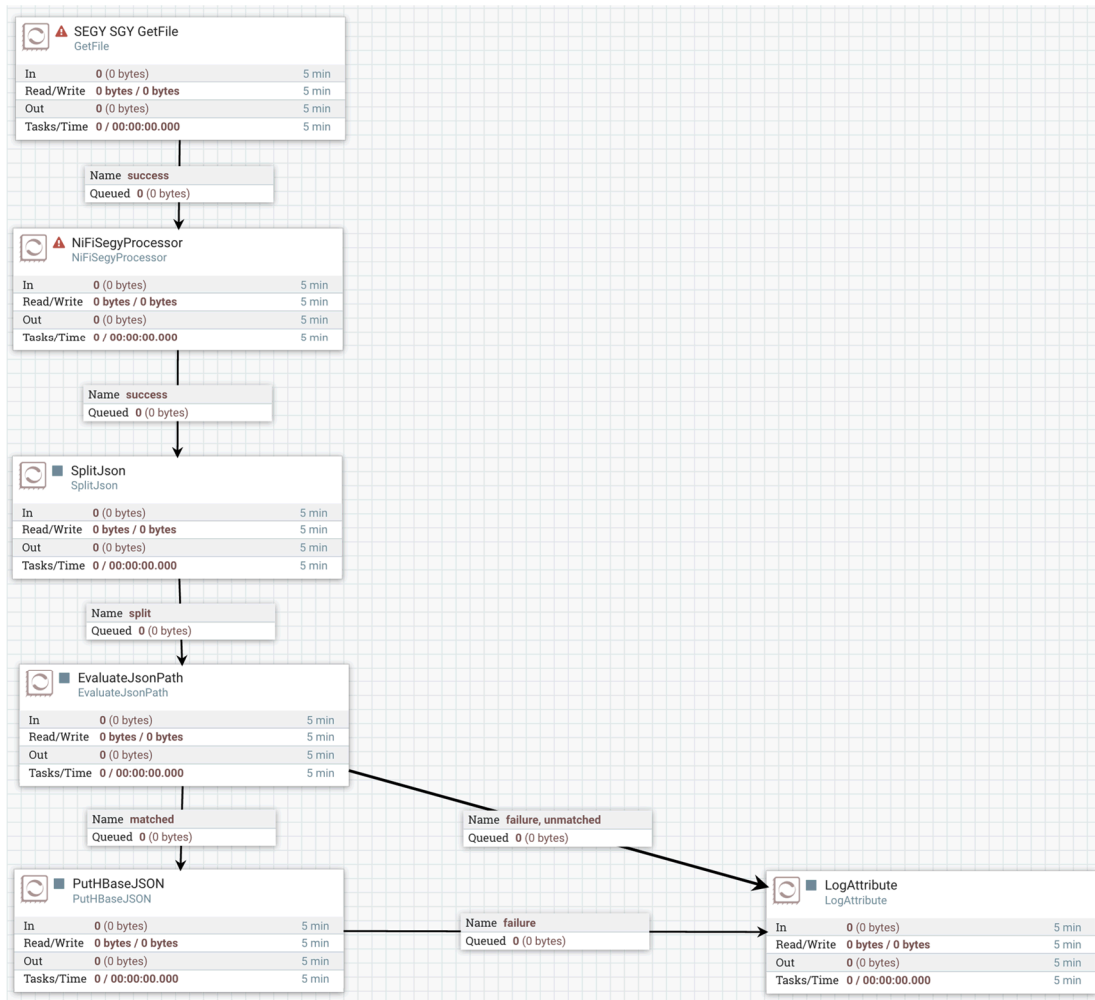 SEGY SGY GetFile
GetFile
In 0 (0 bytes) 5 min
Read/Write 0 bytes / 0 bytes 5 min
Out 0 (0 bytes) 5 min
Tasks/Time 0 / 00:00:00.000 5 min
Name success
Queued 0 (0 bytes)
NiFiSegyProcessor
NiFiSegyProcessor
In 0 (0 bytes) 5 min
Read/Write 0 bytes / 0 bytes 5 min
Out 0 (0 bytes) 5 min
Tasks/Time 0 / 00:00:00.000 5 min
Name success
Queued 0 (0 bytes)
SplitJson
SplitJson
In 0 (0 bytes) 5 min
Read/Write 0 bytes / 0 bytes 5 min
Out 0 (0 bytes) 5 min
Tasks/Time 0 / 00:00:00.000 5 min
Name split
Queued 0 (0 bytes)
EvaluateJsonPath
EvaluateJsonPath
In 0 (0 bytes) 5 min
Read/Write 0 bytes / 0 bytes 5 min
Out 0 (0 bytes) 5 min
Tasks/Time 0 / 00:00:00.000 5 min
Name matched
Queued 0 (0 bytes)
Name failure, unmatched
Queued 0 (0 bytes)
PutHBaseJSON
PutHBaseJSON
In 0 (0 bytes) 5 min
Read/Write 0 bytes / 0 bytes 5 min
Out 0 (0 bytes) 5 min
Tasks/Time 0 / 00:00:00.000 5 min
Name failure
Queued 0 (0 bytes)
LogAttribute
LogAttribute
In 0 (0 bytes) 5 min
Read/Write 0 bytes / 0 bytes 5 min
Out 0 (0 bytes) 5 min
Tasks/Time 0 / 00:00:00.000 5 min